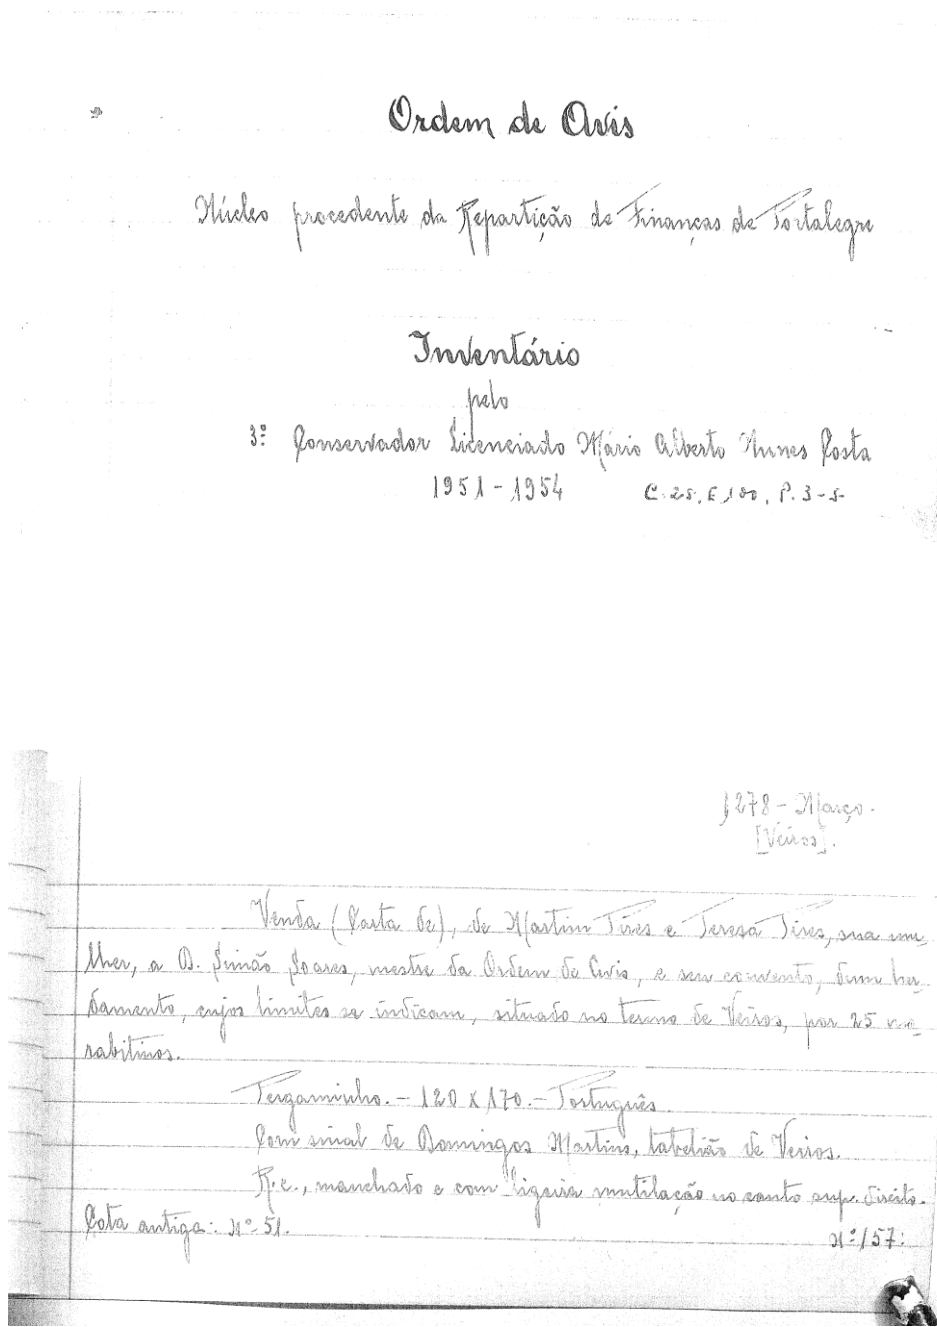 Ordem de Avis
Núcleo procedente da Repartição de Finanças de Portalegre
Inventário
pelo
3º Conservador Licenciado Mário Alberto Nunes Costa
1951-1954 C. 25, E. 100, P. 3-5
1278 - Março.
[Veiros].
Venda (Carta de), de Martim Pires e Teresa Pires, sua mu
lher, a D. Simão Soares, mestre da Ordem de Avis, e seu convento, dum her
damento, cujos limites se indicam, situado no termo de Veiros, por 25 mo
rabitinos.
Pergaminho. - 120 x 170. - Português.
Com sinal de Domingos Martins, tabelião de Veiros.
R.e., manchado e com ligeira mutilação no canto sup. direito.
Cota antiga: Nº 51. Nº 157.